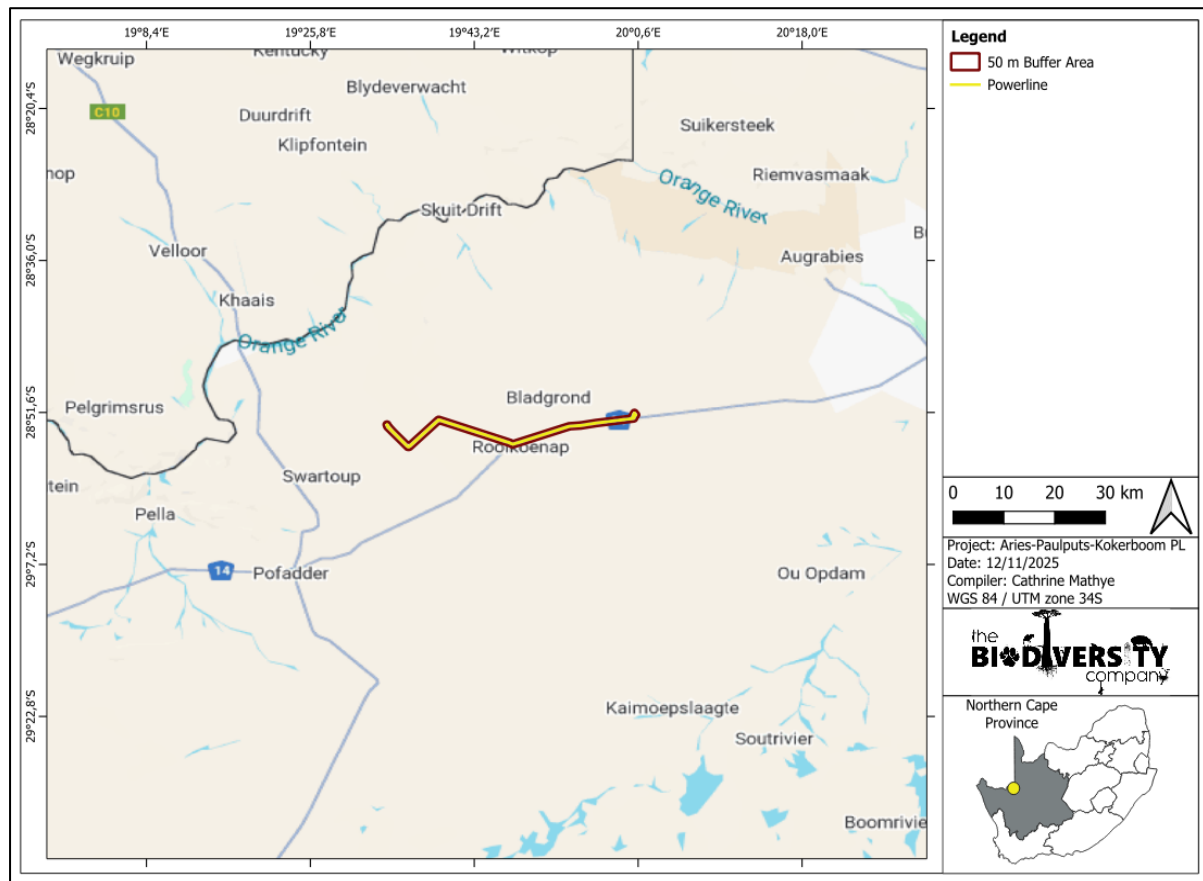 19°8,4'E 19°25,8'E 19°43,2'E 20°0,6'E 20°18,0'E
28°20,4'S
28°36,0'S
28°51,6'S
29°7,2'S
29°22,8'S
Kentucky
Witkop
Wegkruip
Blydeverwacht
C10
Duurdrift
Suikersteek
Klipfontein
Riemvasmaak
Orange River
Skuit Drift
Velloor
Augrabies
Khaais
Orange River
Bladgrond
Pelgrimsrus
Rooikoenap
Swartoup
tein
Pella
14
Pofadder
Ou Opdam
Kaimoepslaagte
Soutrivier
Boomrivie
Legend
50 m Buffer Area
Powerline
0 10 20 30 km
Project: Aries-Paulputs-Kokerboom PL
Date: 12/11/2025
Compiler: Cathrine Mathye
WGS 84 / UTM zone 34S
the
BIODIVERSITY
company
Northern Cape
Province